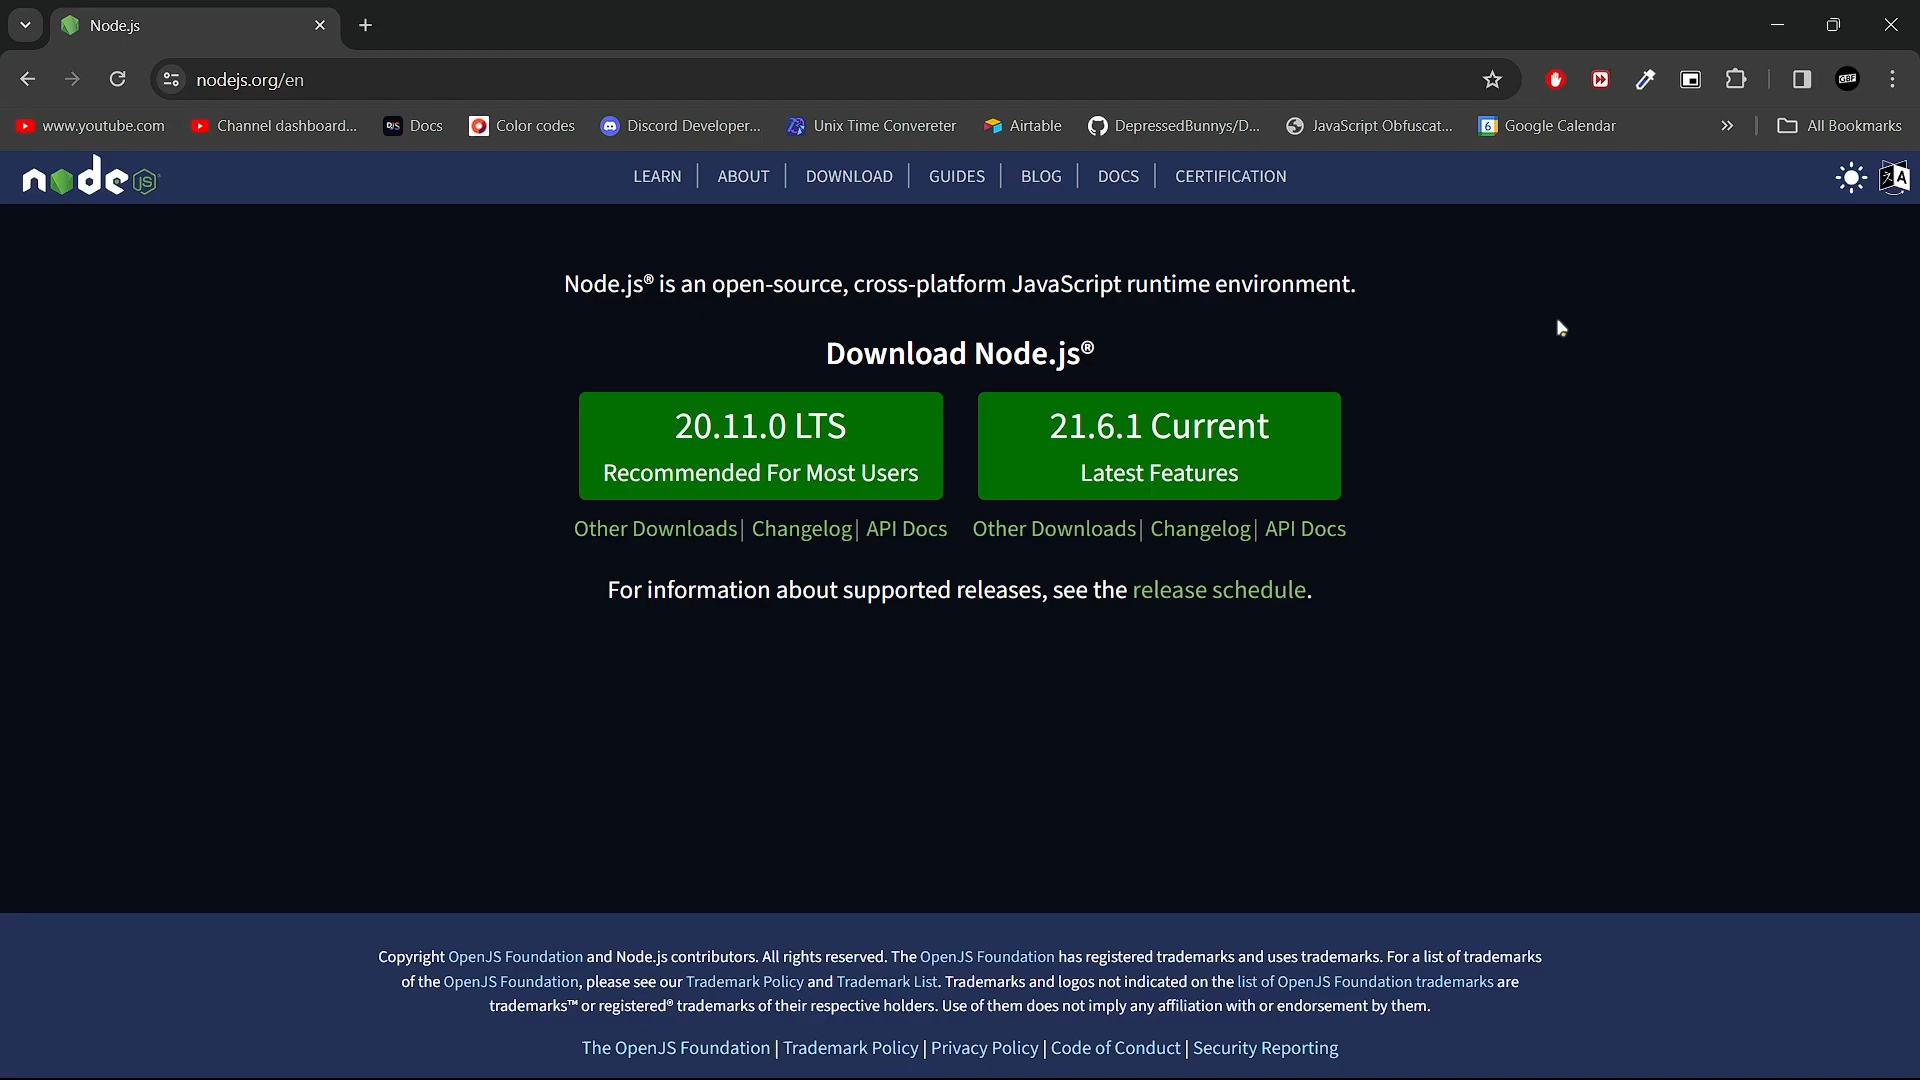 Node.js
nodejs.org/en
www.youtube.com Channel dashboard... DJS Docs Color codes Discord Developer... Unix Time Convereter Airtable DepressedBunnys/D... JavaScript Obfuscat... 6 Google Calendar » All Bookmarks
GBF
node JS LEARN | ABOUT | DOWNLOAD | GUIDES | BLOG | DOCS | CERTIFICATION
Node.js® is an open-source, cross-platform JavaScript runtime environment.
Download Node.js®
20.11.0 LTS
Recommended For Most Users
21.6.1 Current
Latest Features
Other Downloads | Changelog | API Docs Other Downloads | Changelog | API Docs
For information about supported releases, see the release schedule.
Copyright OpenJS Foundation and Node.js contributors. All rights reserved. The OpenJS Foundation has registered trademarks and uses trademarks. For a list of trademarks
of the OpenJS Foundation, please see our Trademark Policy and Trademark List. Trademarks and logos not indicated on the list of OpenJS Foundation trademarks are
trademarks™ or registered® trademarks of their respective holders. Use of them does not imply any affiliation with or endorsement by them.
The OpenJS Foundation | Trademark Policy | Privacy Policy | Code of Conduct | Security Reporting